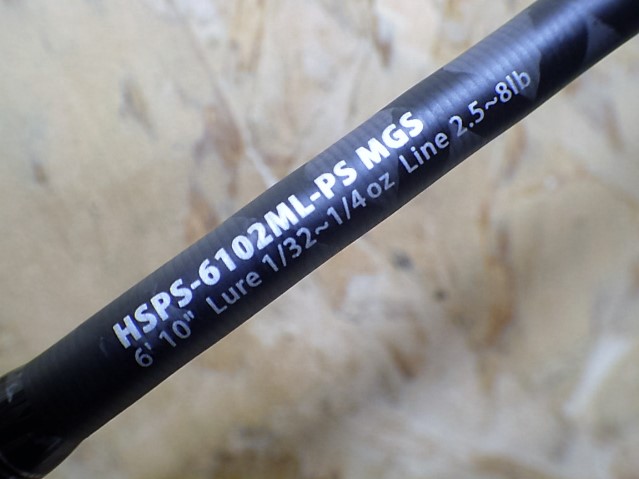 HSPS-6102ML-PS MGS
6' 10" Lure 1/32~1/4oz Line 2.5~8lb